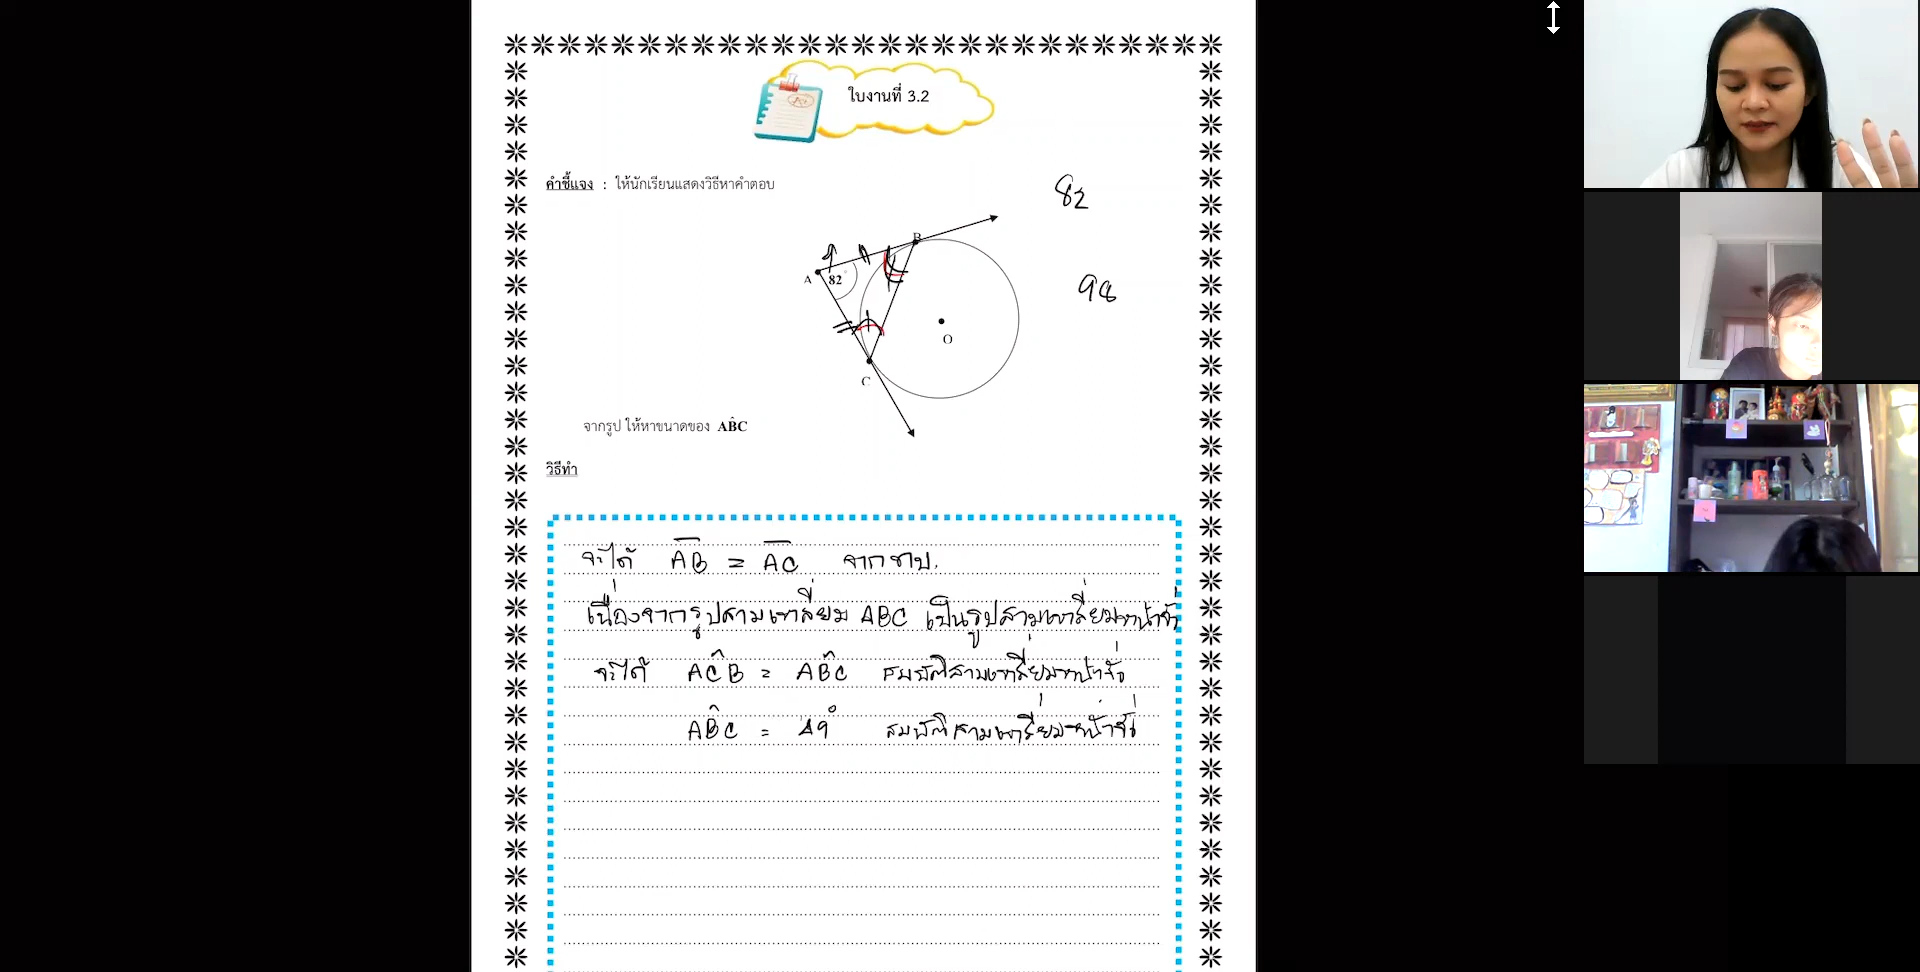 ใบงานที่ 3.2
คำชี้แจง : ให้นักเรียนแสดงวิธีหาคำตอบ
82
98
B
A
82
O
C
จากรูป ให้หาขนาดของ AB̂C
วิธีทำ
จะได้ A̅B̅ = A̅C̅ จาก
เนื่องจากรูปสามเหลี่ยม ABC เป็นรูปสามเหลี่ยมหน้าจั่ว
จะได้ AĈB = AB̂C สมบัติสามเหลี่ยมหน้าจั่ว
AB̂C = 49° สมบัติสามเหลี่ยมหน้าจั่ว